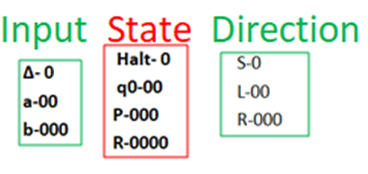 Input State Direction
Δ- 0
a-00
b-000
Halt- 0
q0-00
P-000
R-0000
S-0
L-00
R-000